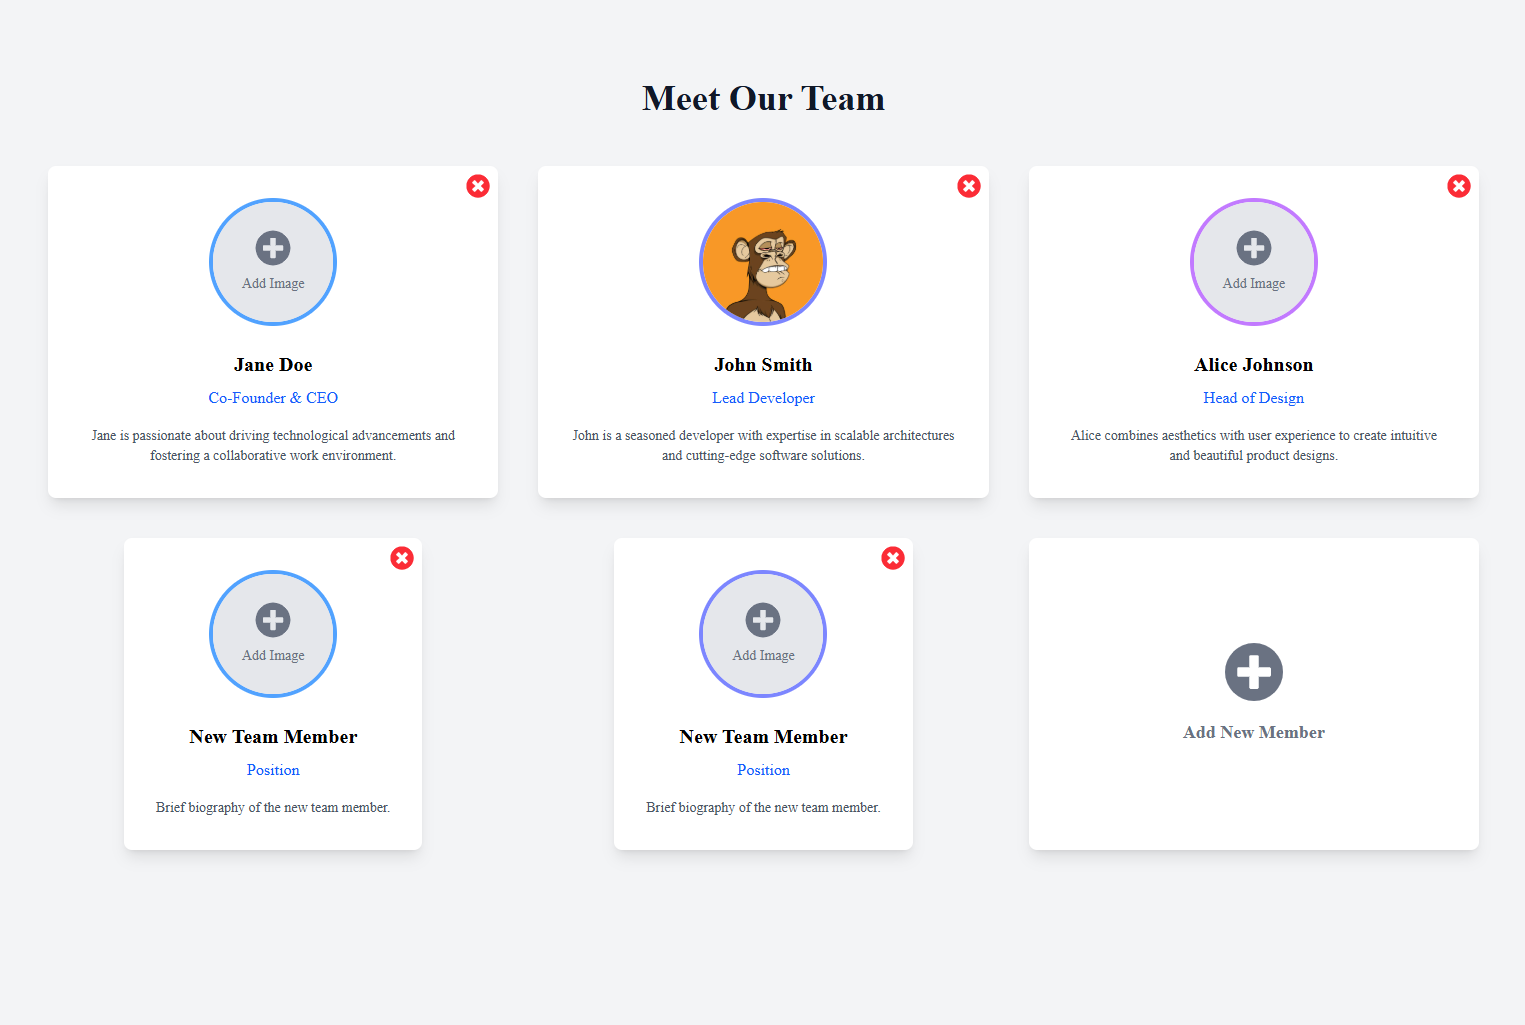 Meet Our Team
Add Image
Add Image
Jane Doe
John Smith
Alice Johnson
Co-Founder & CEO
Lead Developer
Head of Design
Jane is passionate about driving technological advancements and
fostering a collaborative work environment.
John is a seasoned developer with expertise in scalable architectures
and cutting-edge software solutions.
Alice combines aesthetics with user experience to create intuitive
and beautiful product designs.
Add Image
Add Image
New Team Member
New Team Member
Add New Member
Position
Position
Brief biography of the new team member.
Brief biography of the new team member.